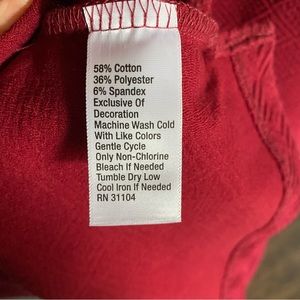 58% Cotton
36% Polyester
6% Spandex
Exclusive Of
Decoration
Machine Wash Cold
With Like Colors
Gentle Cycle
Only Non-Chlorine
Bleach If Needed
Tumble Dry Low
Cool Iron If Needed
RN 31104